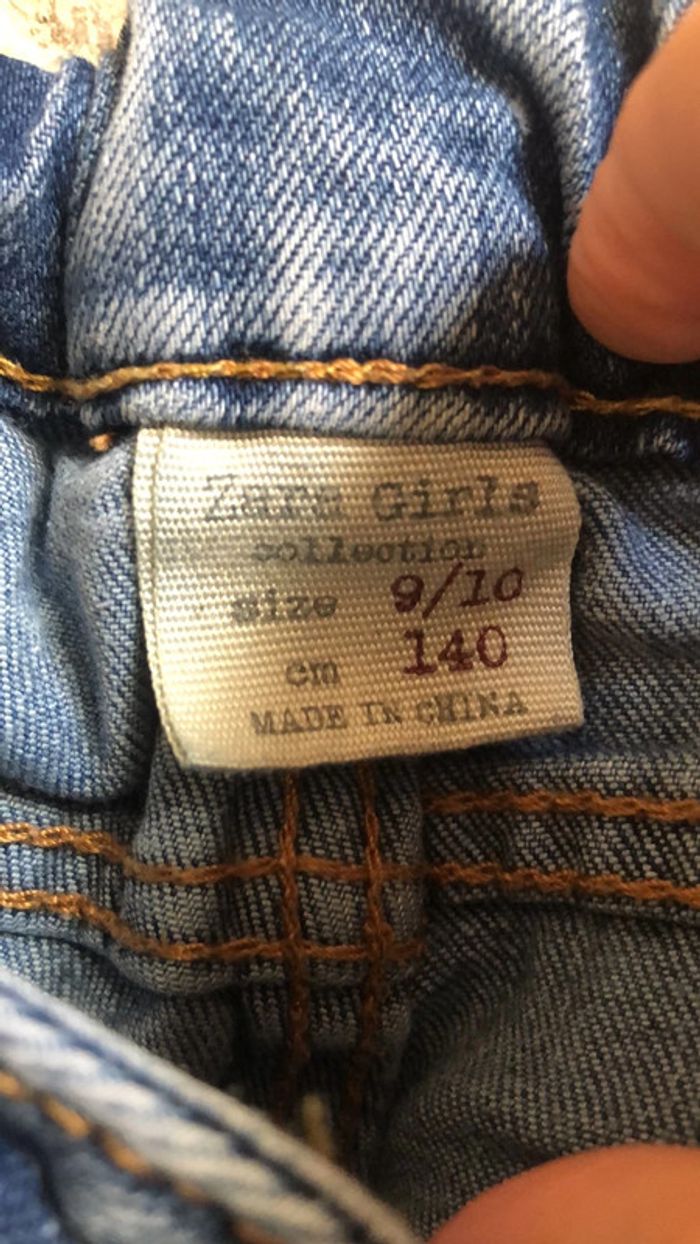 Zara Girls
collection
size 9/10
cm 140
MADE IN CHINA